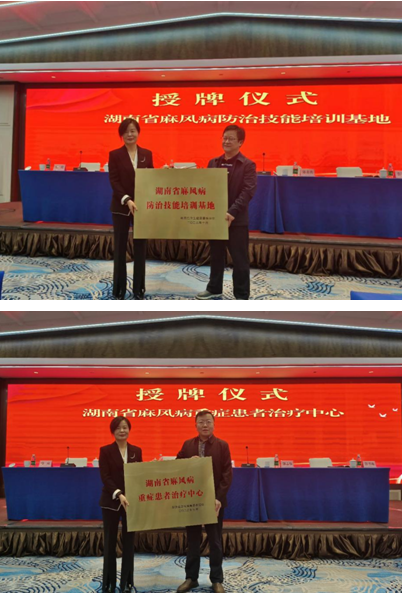 授牌仪式
湖南省麻风病防治技能培训基地
湖南省麻风病
防治技能培训基地
授牌仪式
湖南省麻风病重症患者治疗中心
湖南省麻风病
重症患者治疗中心